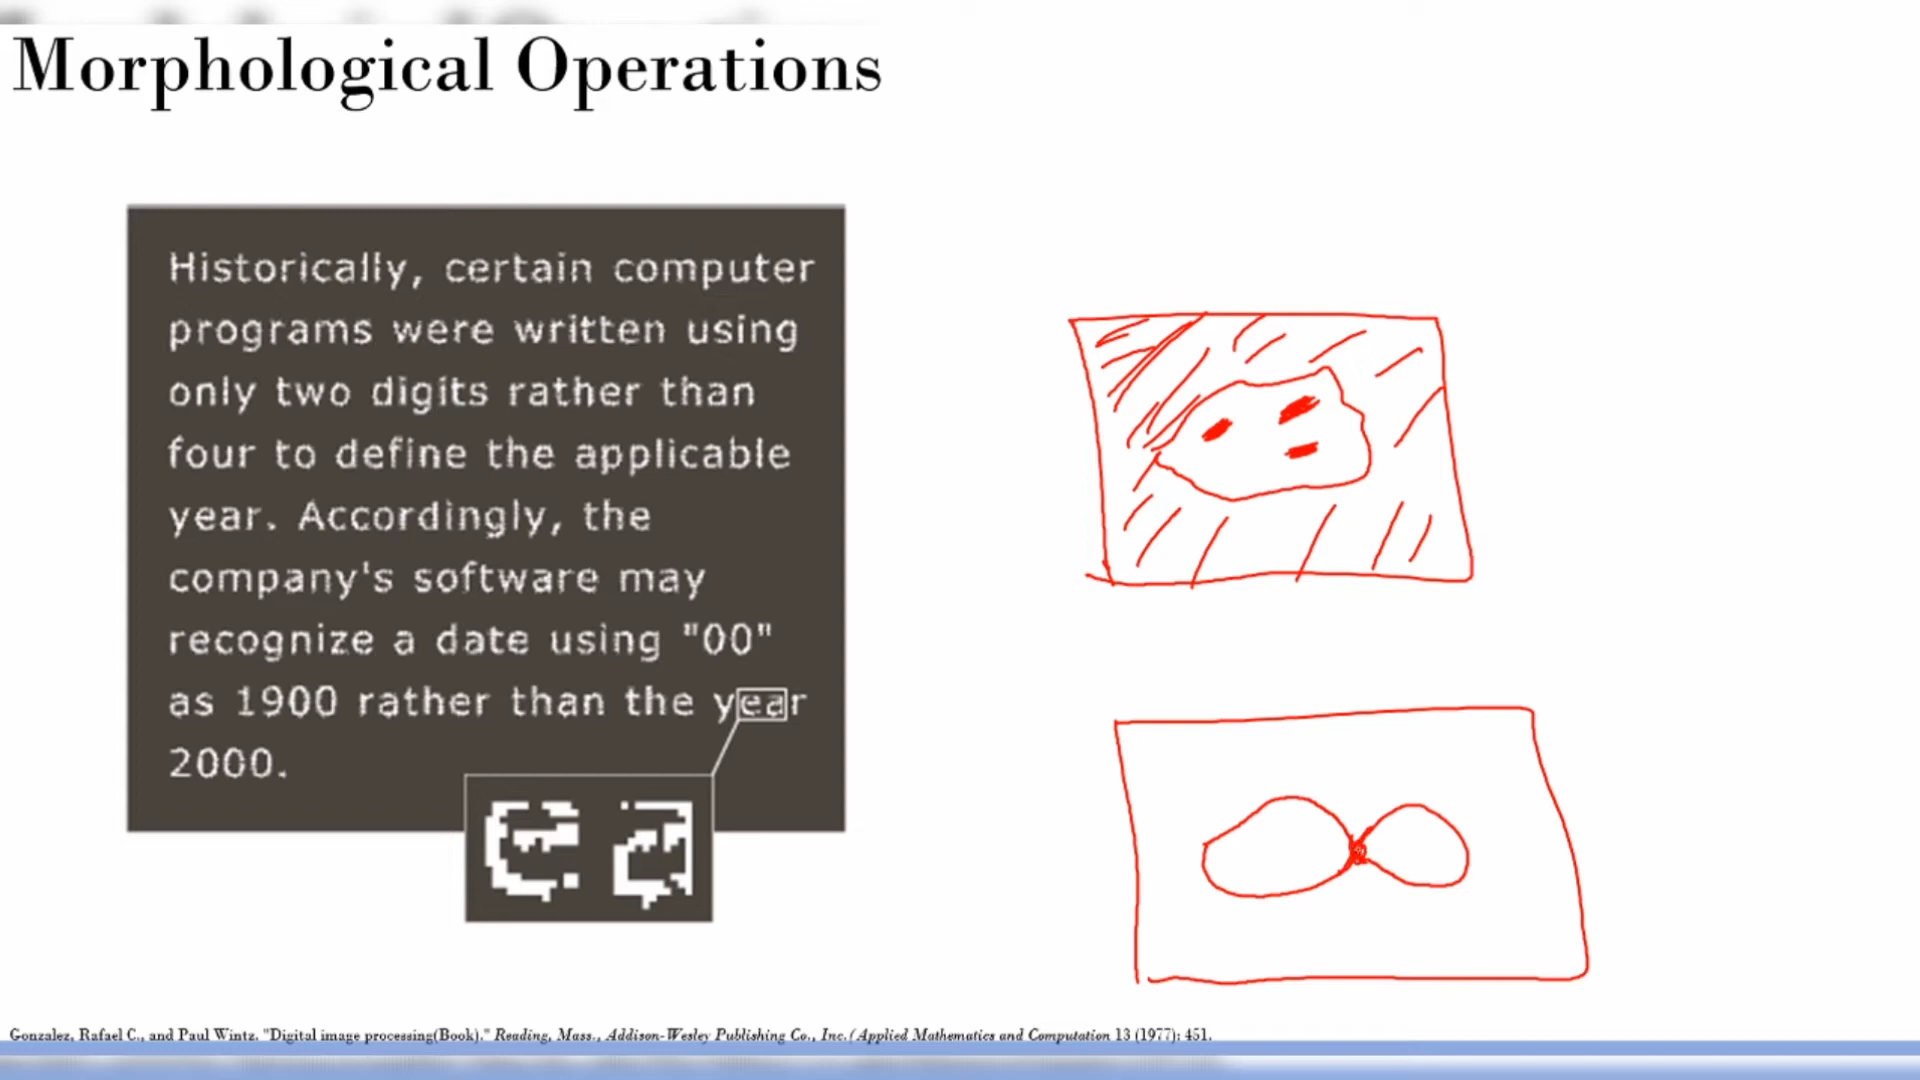 Morphological Operations
Historically, certain computer
programs were written using
only two digits rather than
four to define the applicable
year. Accordingly, the
company's software may
recognize a date using "00"
as 1900 rather than the year
2000.
ea
Gonzalez, Rafael C., and Paul Wintz. "Digital image processing(Book)." Reading, Mass., Addison-Wesley Publishing Co., Inc.(Applied Mathematics and Computation 13 (1977): 451.